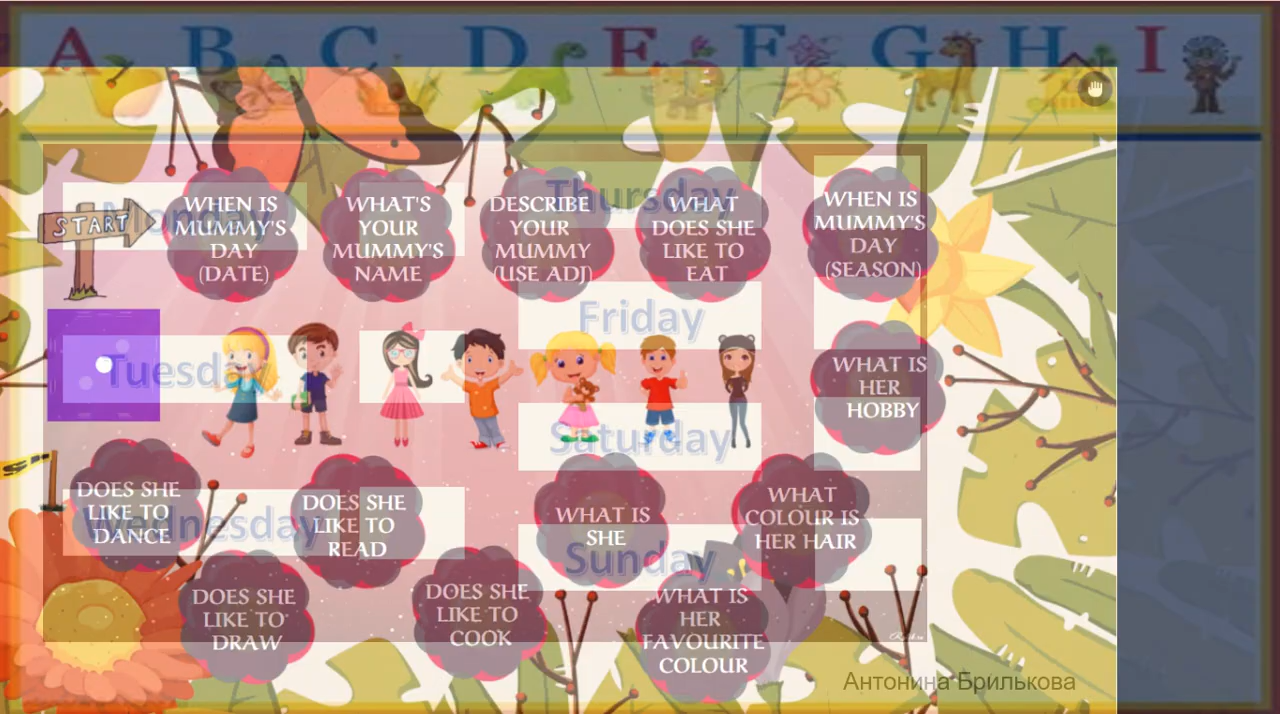 A B C D E F G H I
Monday
Thursday
START
WHEN IS
MUMMY'S
DAY
(DATE)
WHAT'S
YOUR
MUMMY'S
NAME
DESCRIBE
YOUR
MUMMY
(USE ADJ)
WHAT
DOES SHE
LIKE TO
EAT
WHEN IS
MUMMY'S
DAY
(SEASON)
Friday
Tuesday
WHAT IS
HER
HOBBY
Saturday
DOES SHE
LIKE TO
DANCE
Wednesday
DOES SHE
LIKE TO
READ
WHAT IS
SHE
WHAT
COLOUR IS
HER HAIR
Sunday
DOES SHE
LIKE TO
DRAW
DOES SHE
LIKE TO
COOK
WHAT IS
HER
FAVOURITE
COLOUR
Антонина Брилькова